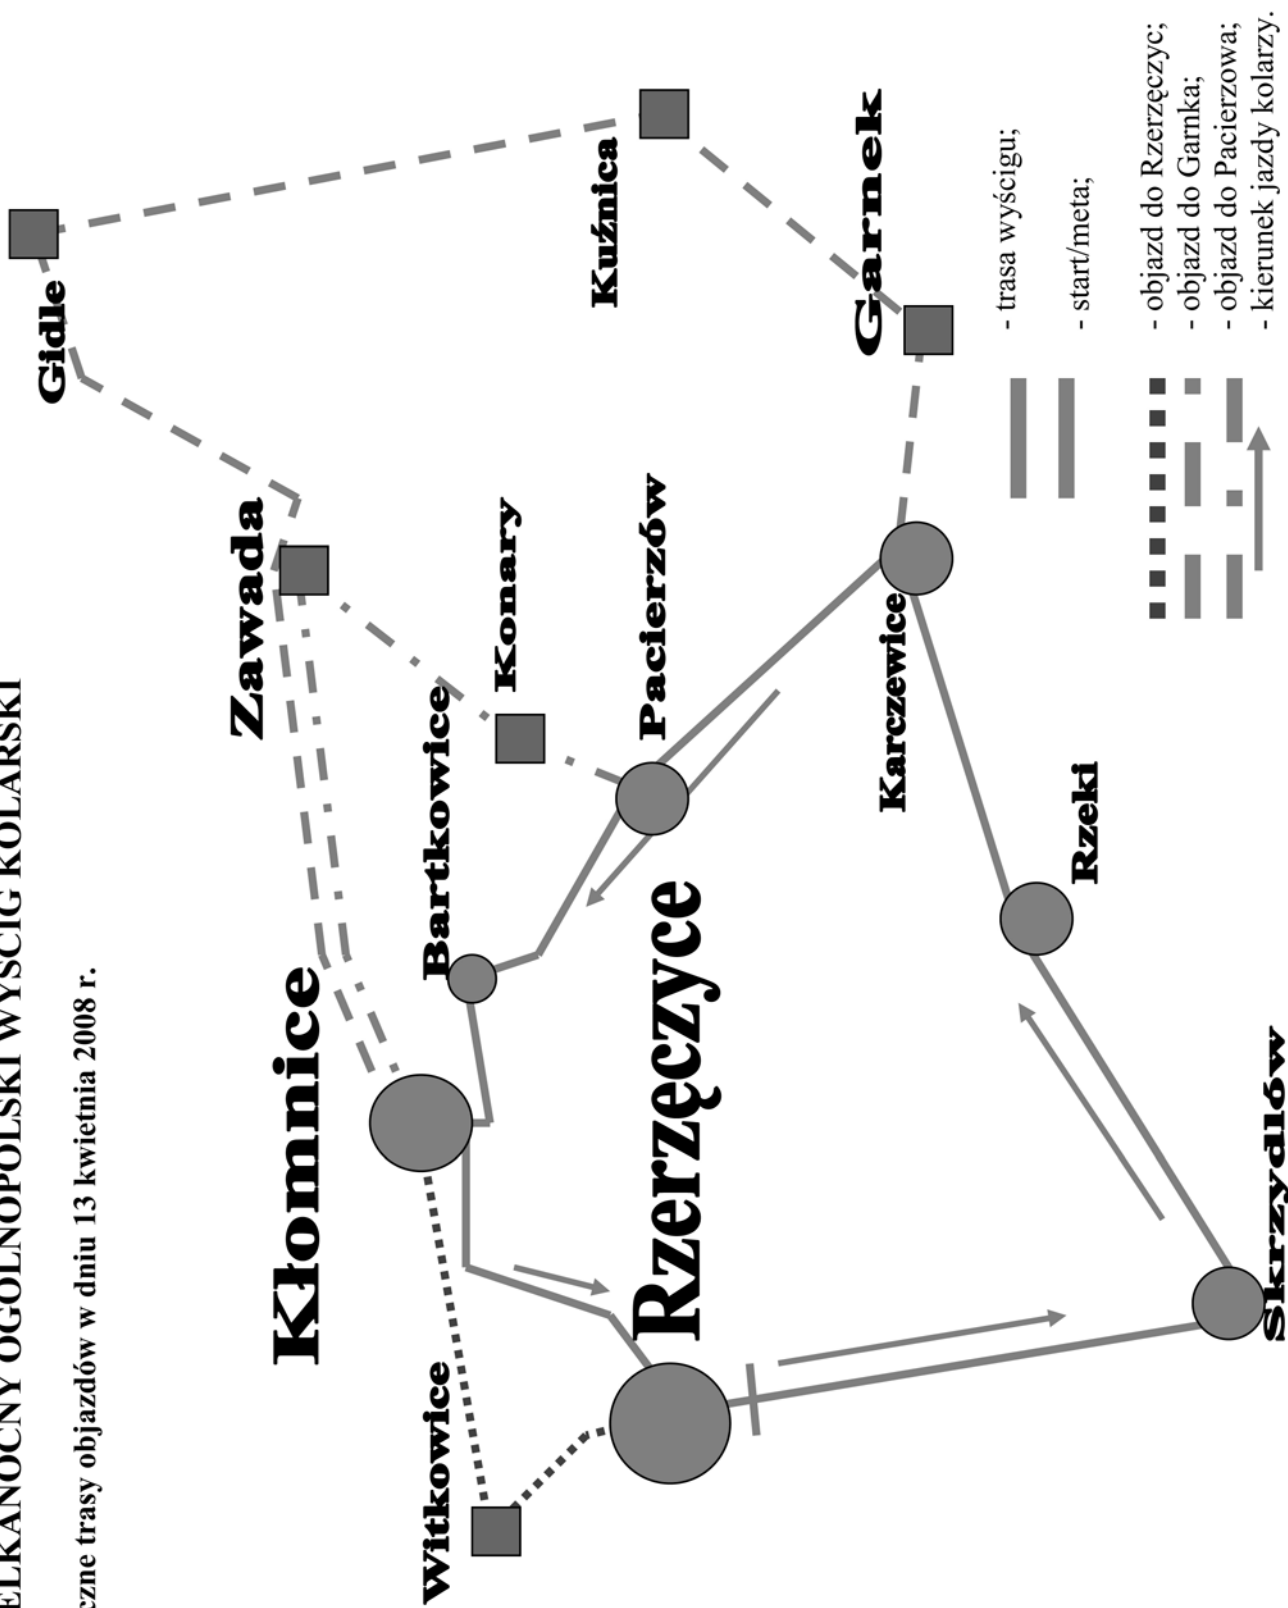 ELKANOCNY OGÓLNOPOLSKI WYŚCIG KOLARSKI
czne trasy objazdów w dniu 13 kwietnia 2008 r.
Gidle
Zawada
Kłomnice
Witkowice
Bartkowice
Konary
Kuźnica
Pacierzów
Rzerzęczyce
Garnek
Karczewice
Rzeki
Skrzydlów
- trasa wyścigu;
- start/meta;
- objazd do Rzerzęczyc;
- objazd do Garnka;
- objazd do Pacierzowa;
- kierunek jazdy kolarzy.